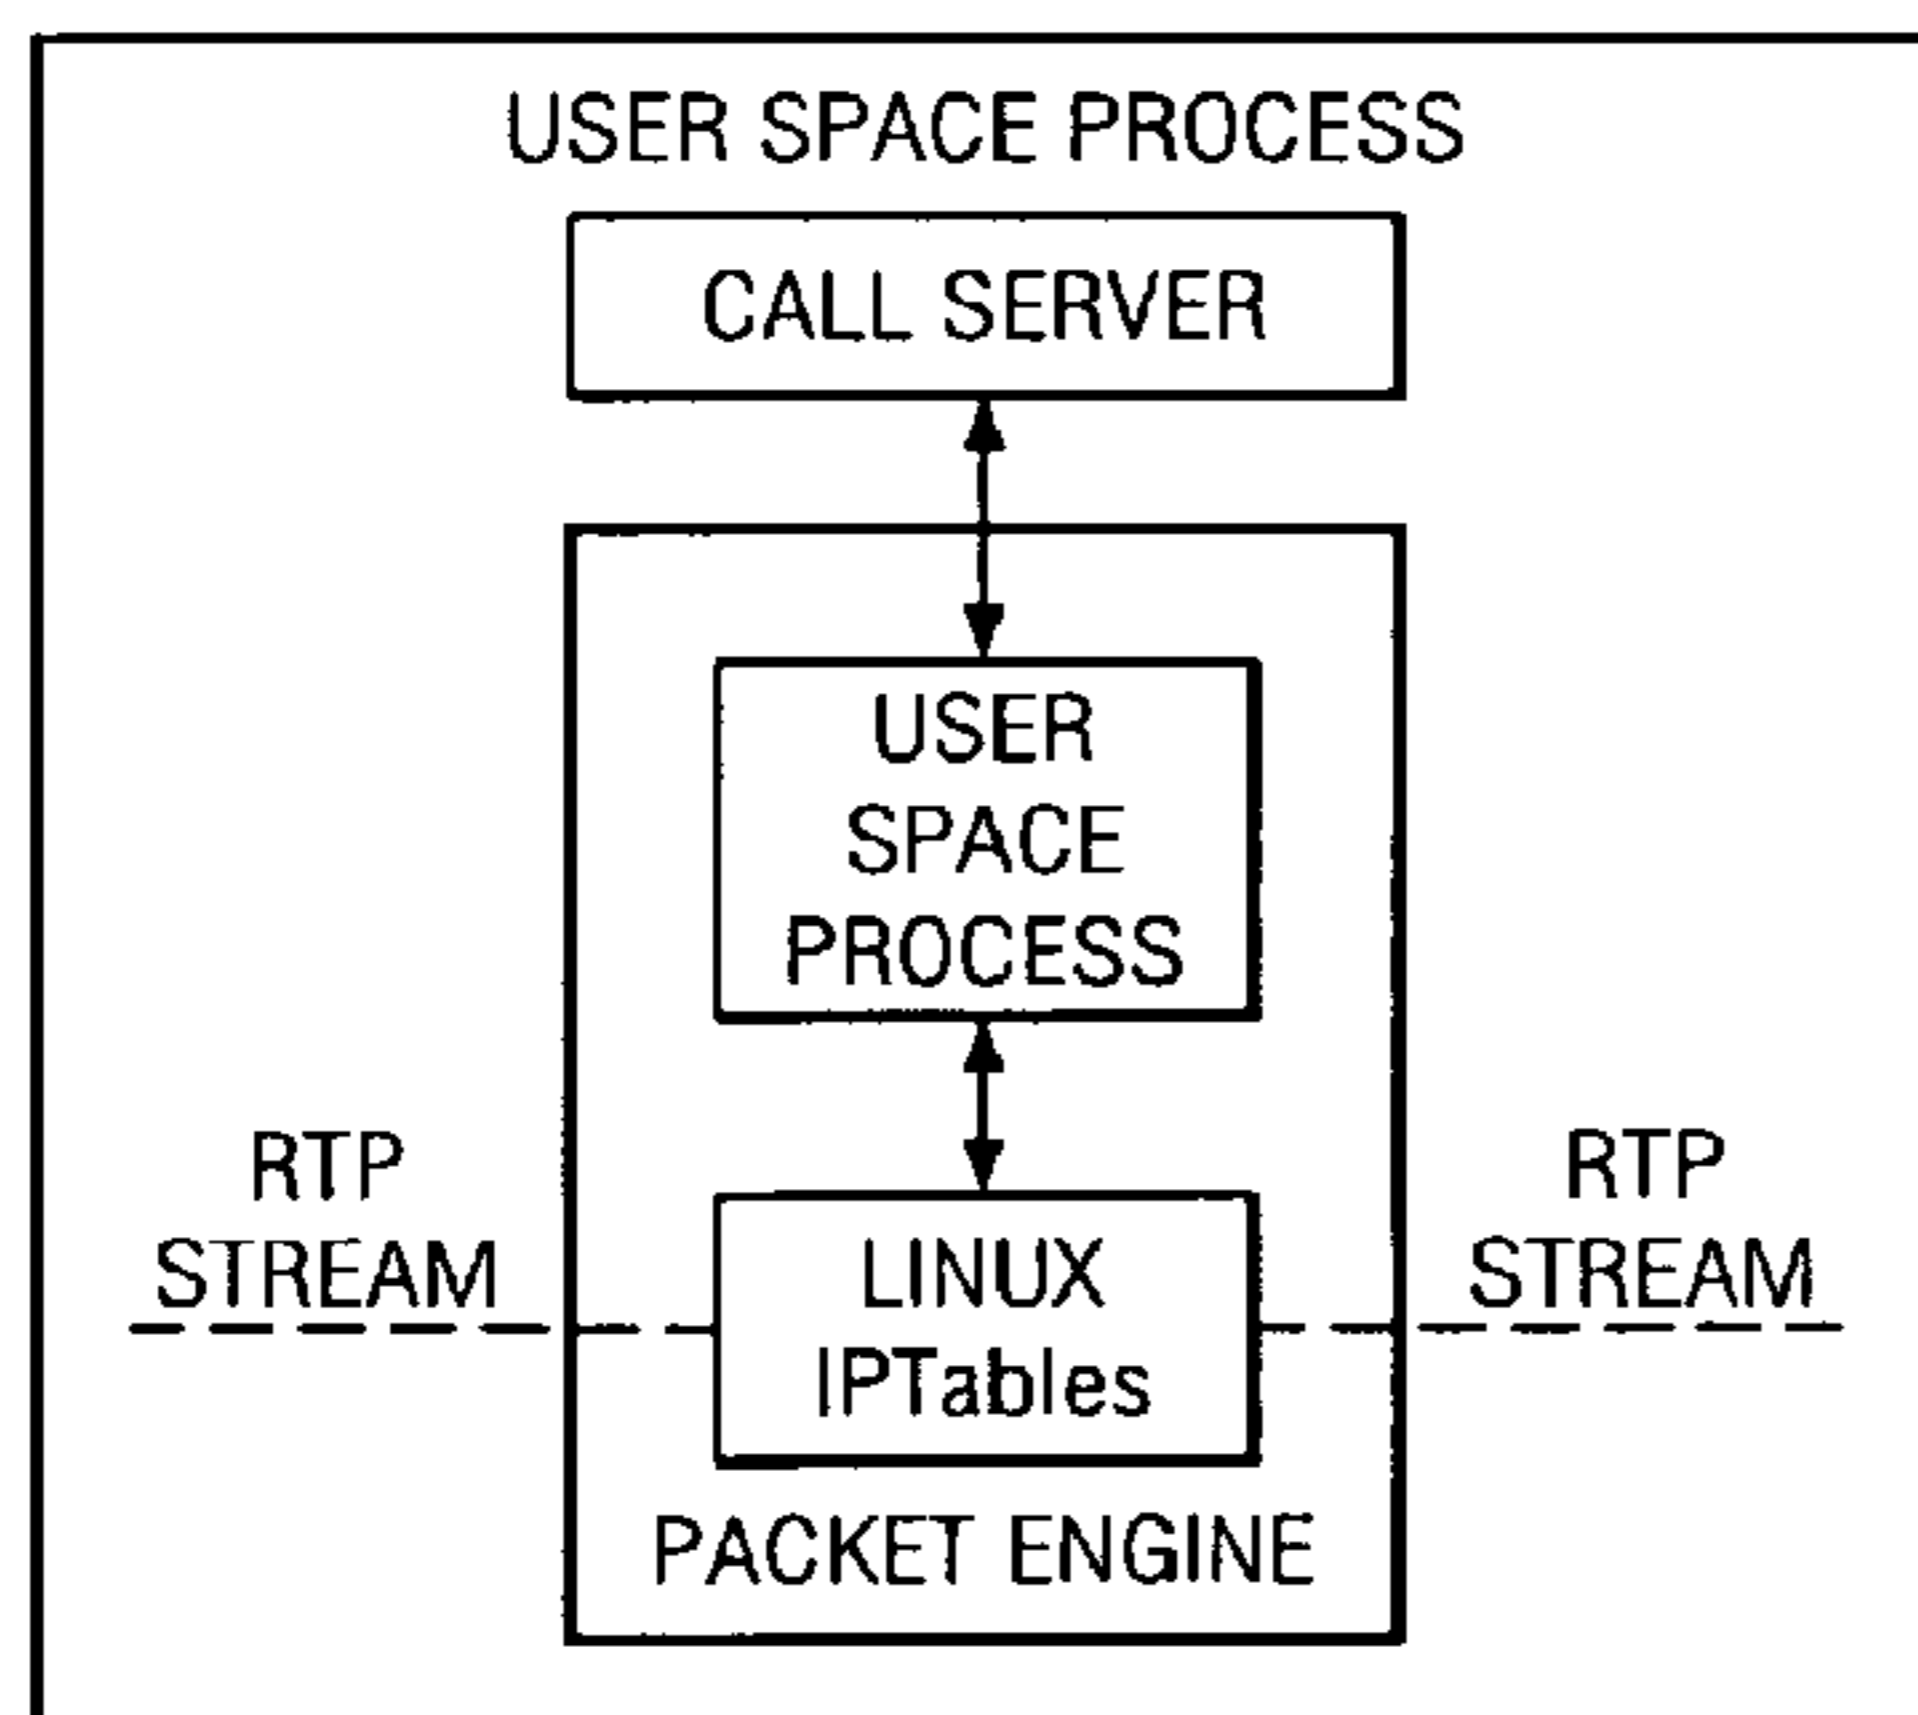 USER SPACE PROCESS
CALL SERVER
USER
SPACE
PROCESS
RTP
STREAM
LINUX
IPTables
RTP
STREAM
PACKET ENGINE